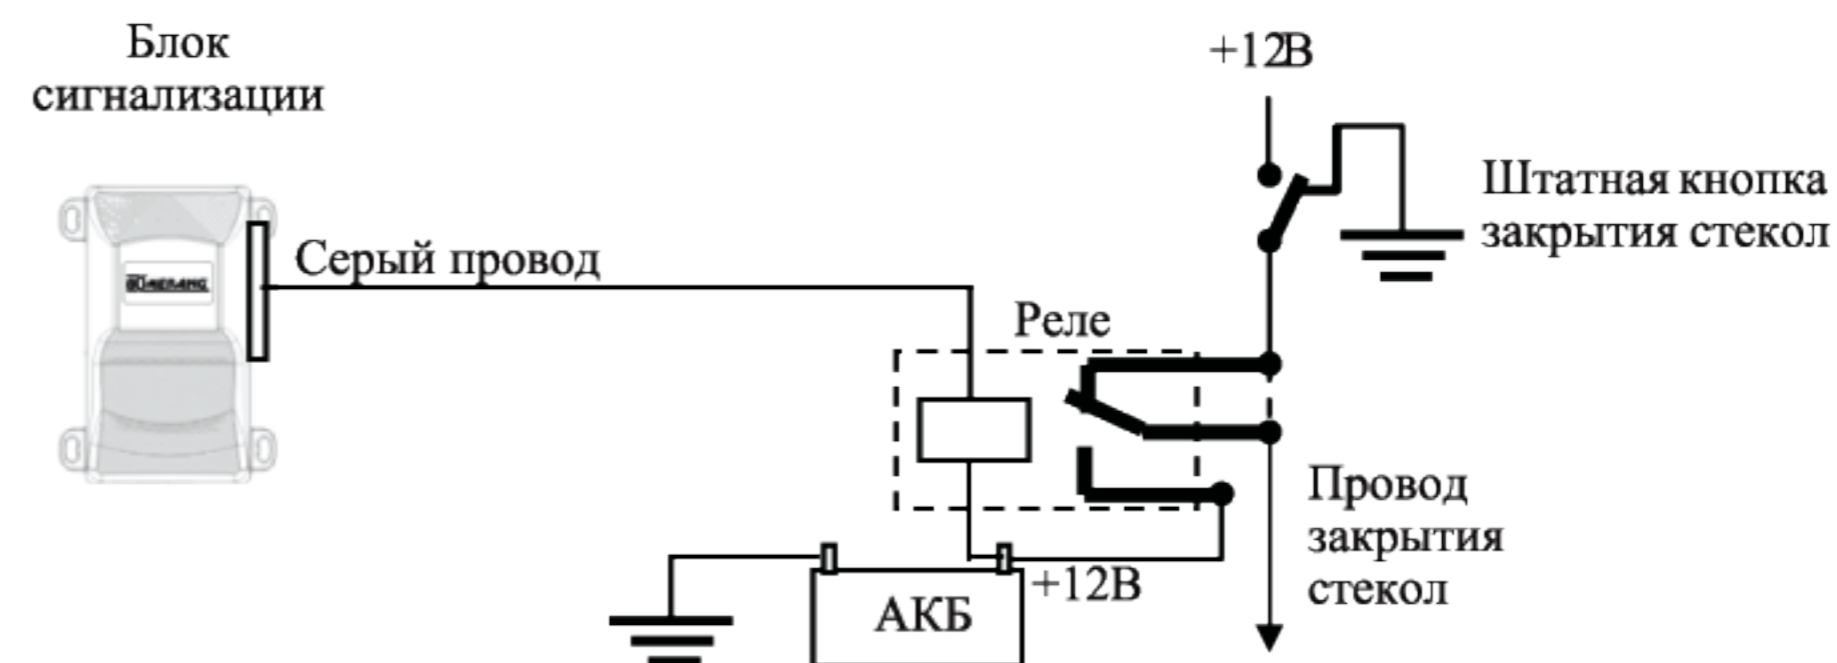 Блок
сигнализации
+12В
Штатная кнопка
закрытия стекол
Серый провод
Реле
Провод
закрытия
стекол
+12В
АКБ